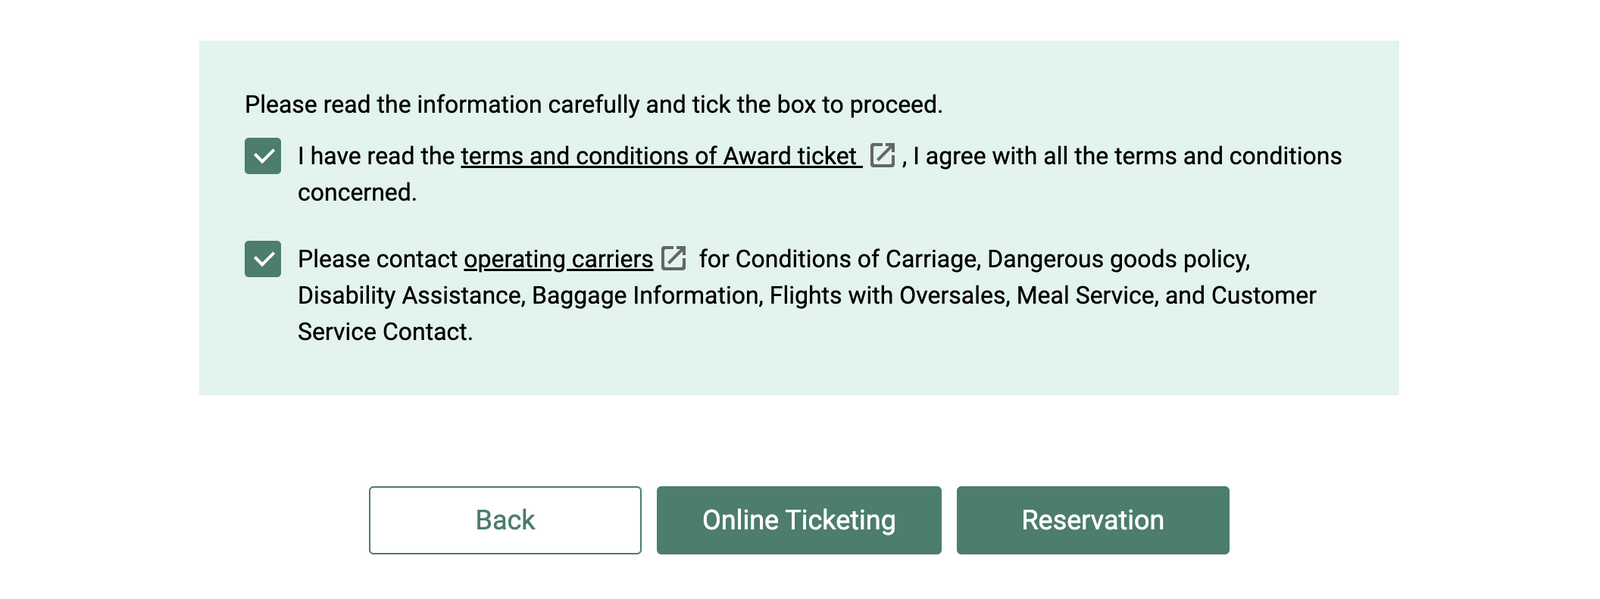 Please read the information carefully and tick the box to proceed.
I have read the terms and conditions of Award ticket , I agree with all the terms and conditions
concerned.
Please contact operating carriers for Conditions of Carriage, Dangerous goods policy,
Disability Assistance, Baggage Information, Flights with Oversales, Meal Service, and Customer
Service Contact.
Back Online Ticketing Reservation